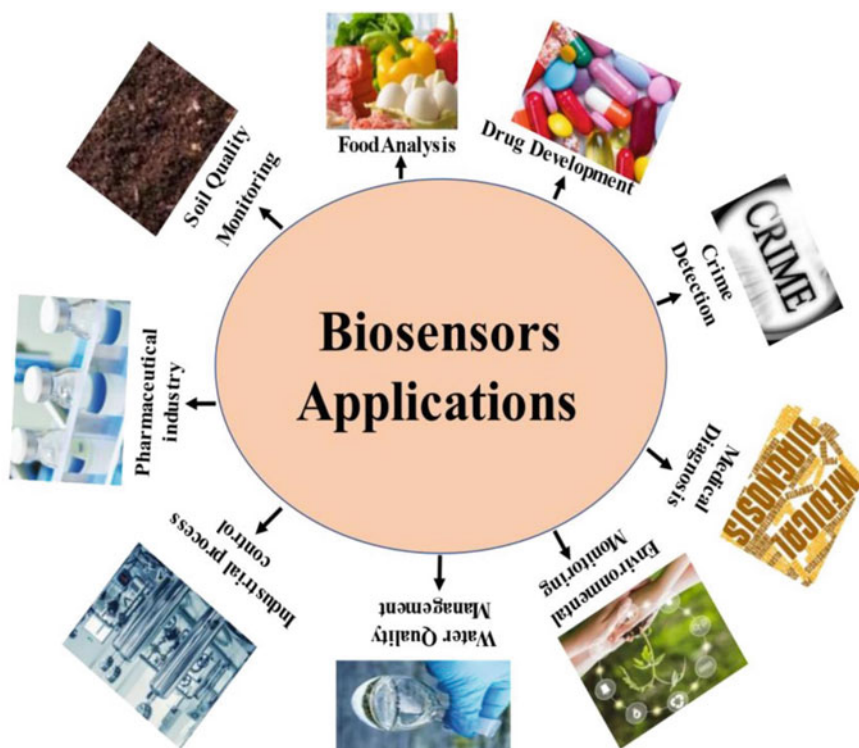 Biosensors
Applications
Food Analysis
Drug Development
CRIME
Crime
Detection
Medical
Diagnosis
MEDICAL
DIAGNOSIS
Environmental
Monitoring
Water Quality
Management
Industrial process
control
Pharmaceutical
industry
Soil Quality
Monitoring